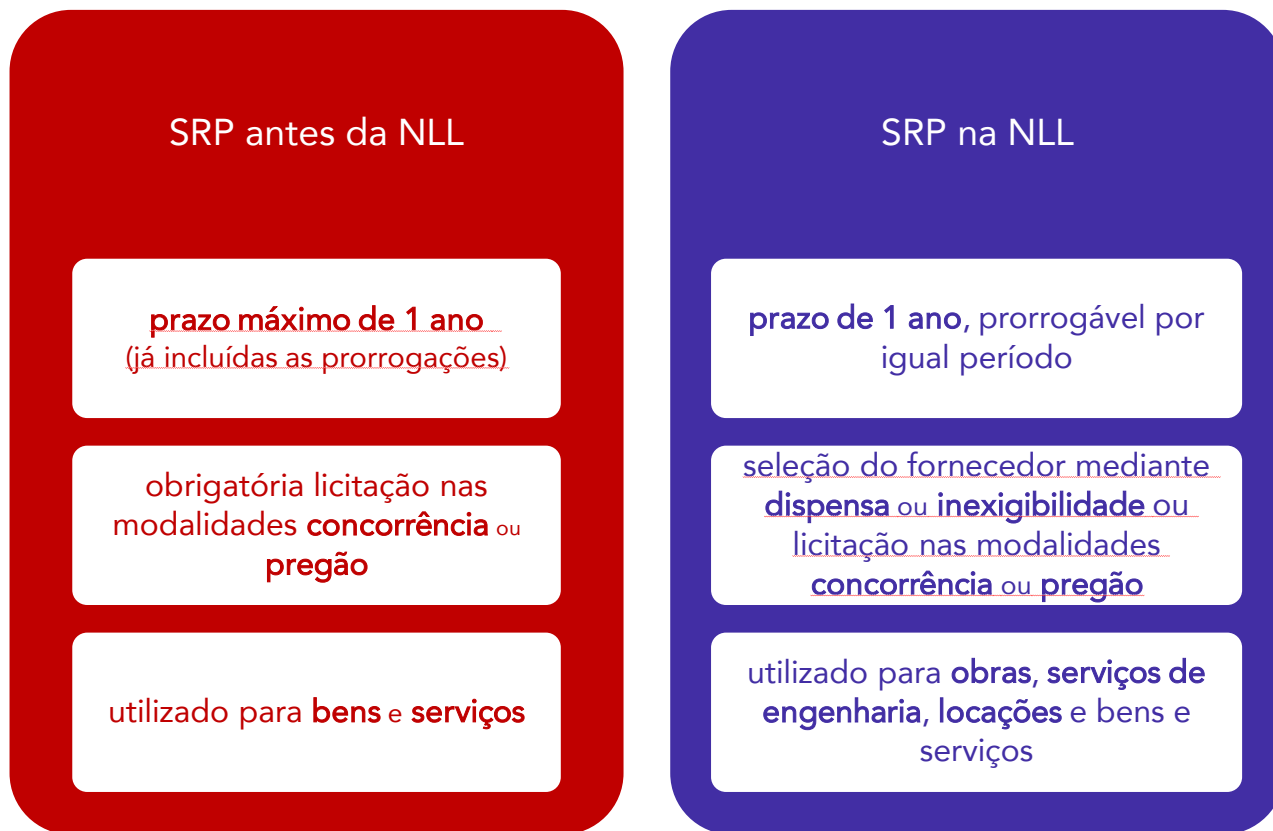 SRP antes da NLL
prazo máximo de 1 ano
(já incluídas as prorrogações)
obrigatória licitação nas
modalidades concorrência ou
pregão
utilizado para bens e serviços
SRP na NLL
prazo de 1 ano, prorrogável por
igual período
seleção do fornecedor mediante
dispensa ou inexigibilidade ou
licitação nas modalidades
concorrência ou pregão
utilizado para obras, serviços de
engenharia, locações e bens e
serviços